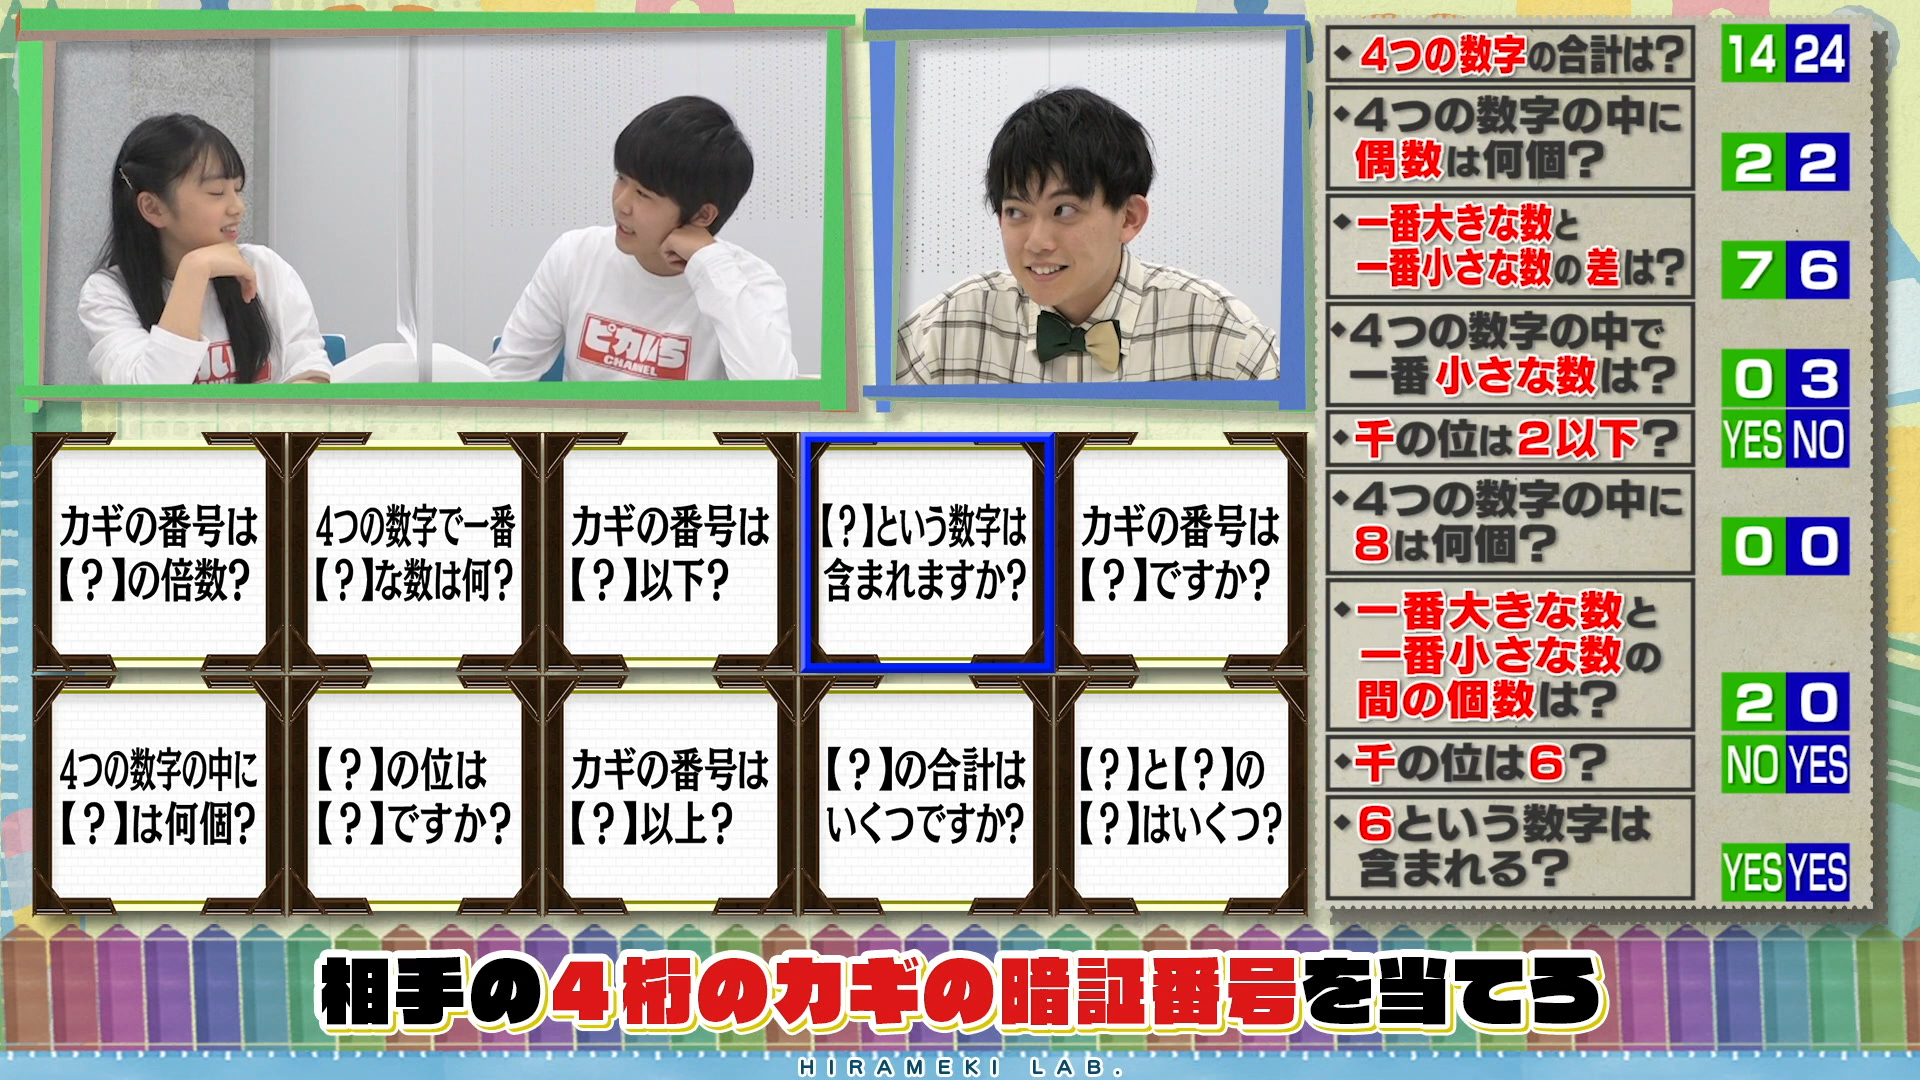 ピカいち
CHANNEL
カギの番号は
【?】の倍数?
4つの数字で一番
【?】な数は何?
カギの番号は
【?】以下?
【?】という数字は
含まれますか?
カギの番号は
【?】ですか?
4つの数字の中に
【?】は何個?
【?】の位は
【?】ですか?
カギの番号は
【?】以上?
【?】の合計は
いくつですか?
【?】と【?】の
【?】はいくつ?
◆4つの数字の合計は? 14 24
◆4つの数字の中に
偶数は何個? 2 2
◆一番大きな数と
一番小さな数の差は? 7 6
◆4つの数字の中で
一番小さな数は? 0 3
◆千の位は2以下? YES NO
◆4つの数字の中に
8は何個? 0 0
◆一番大きな数と
一番小さな数の
間の個数は? 2 0
◆千の位は6? NO YES
◆6という数字は
含まれる? YES YES
相手の4桁のカギの暗証番号を当てろ
HIRAMEKI LAB.